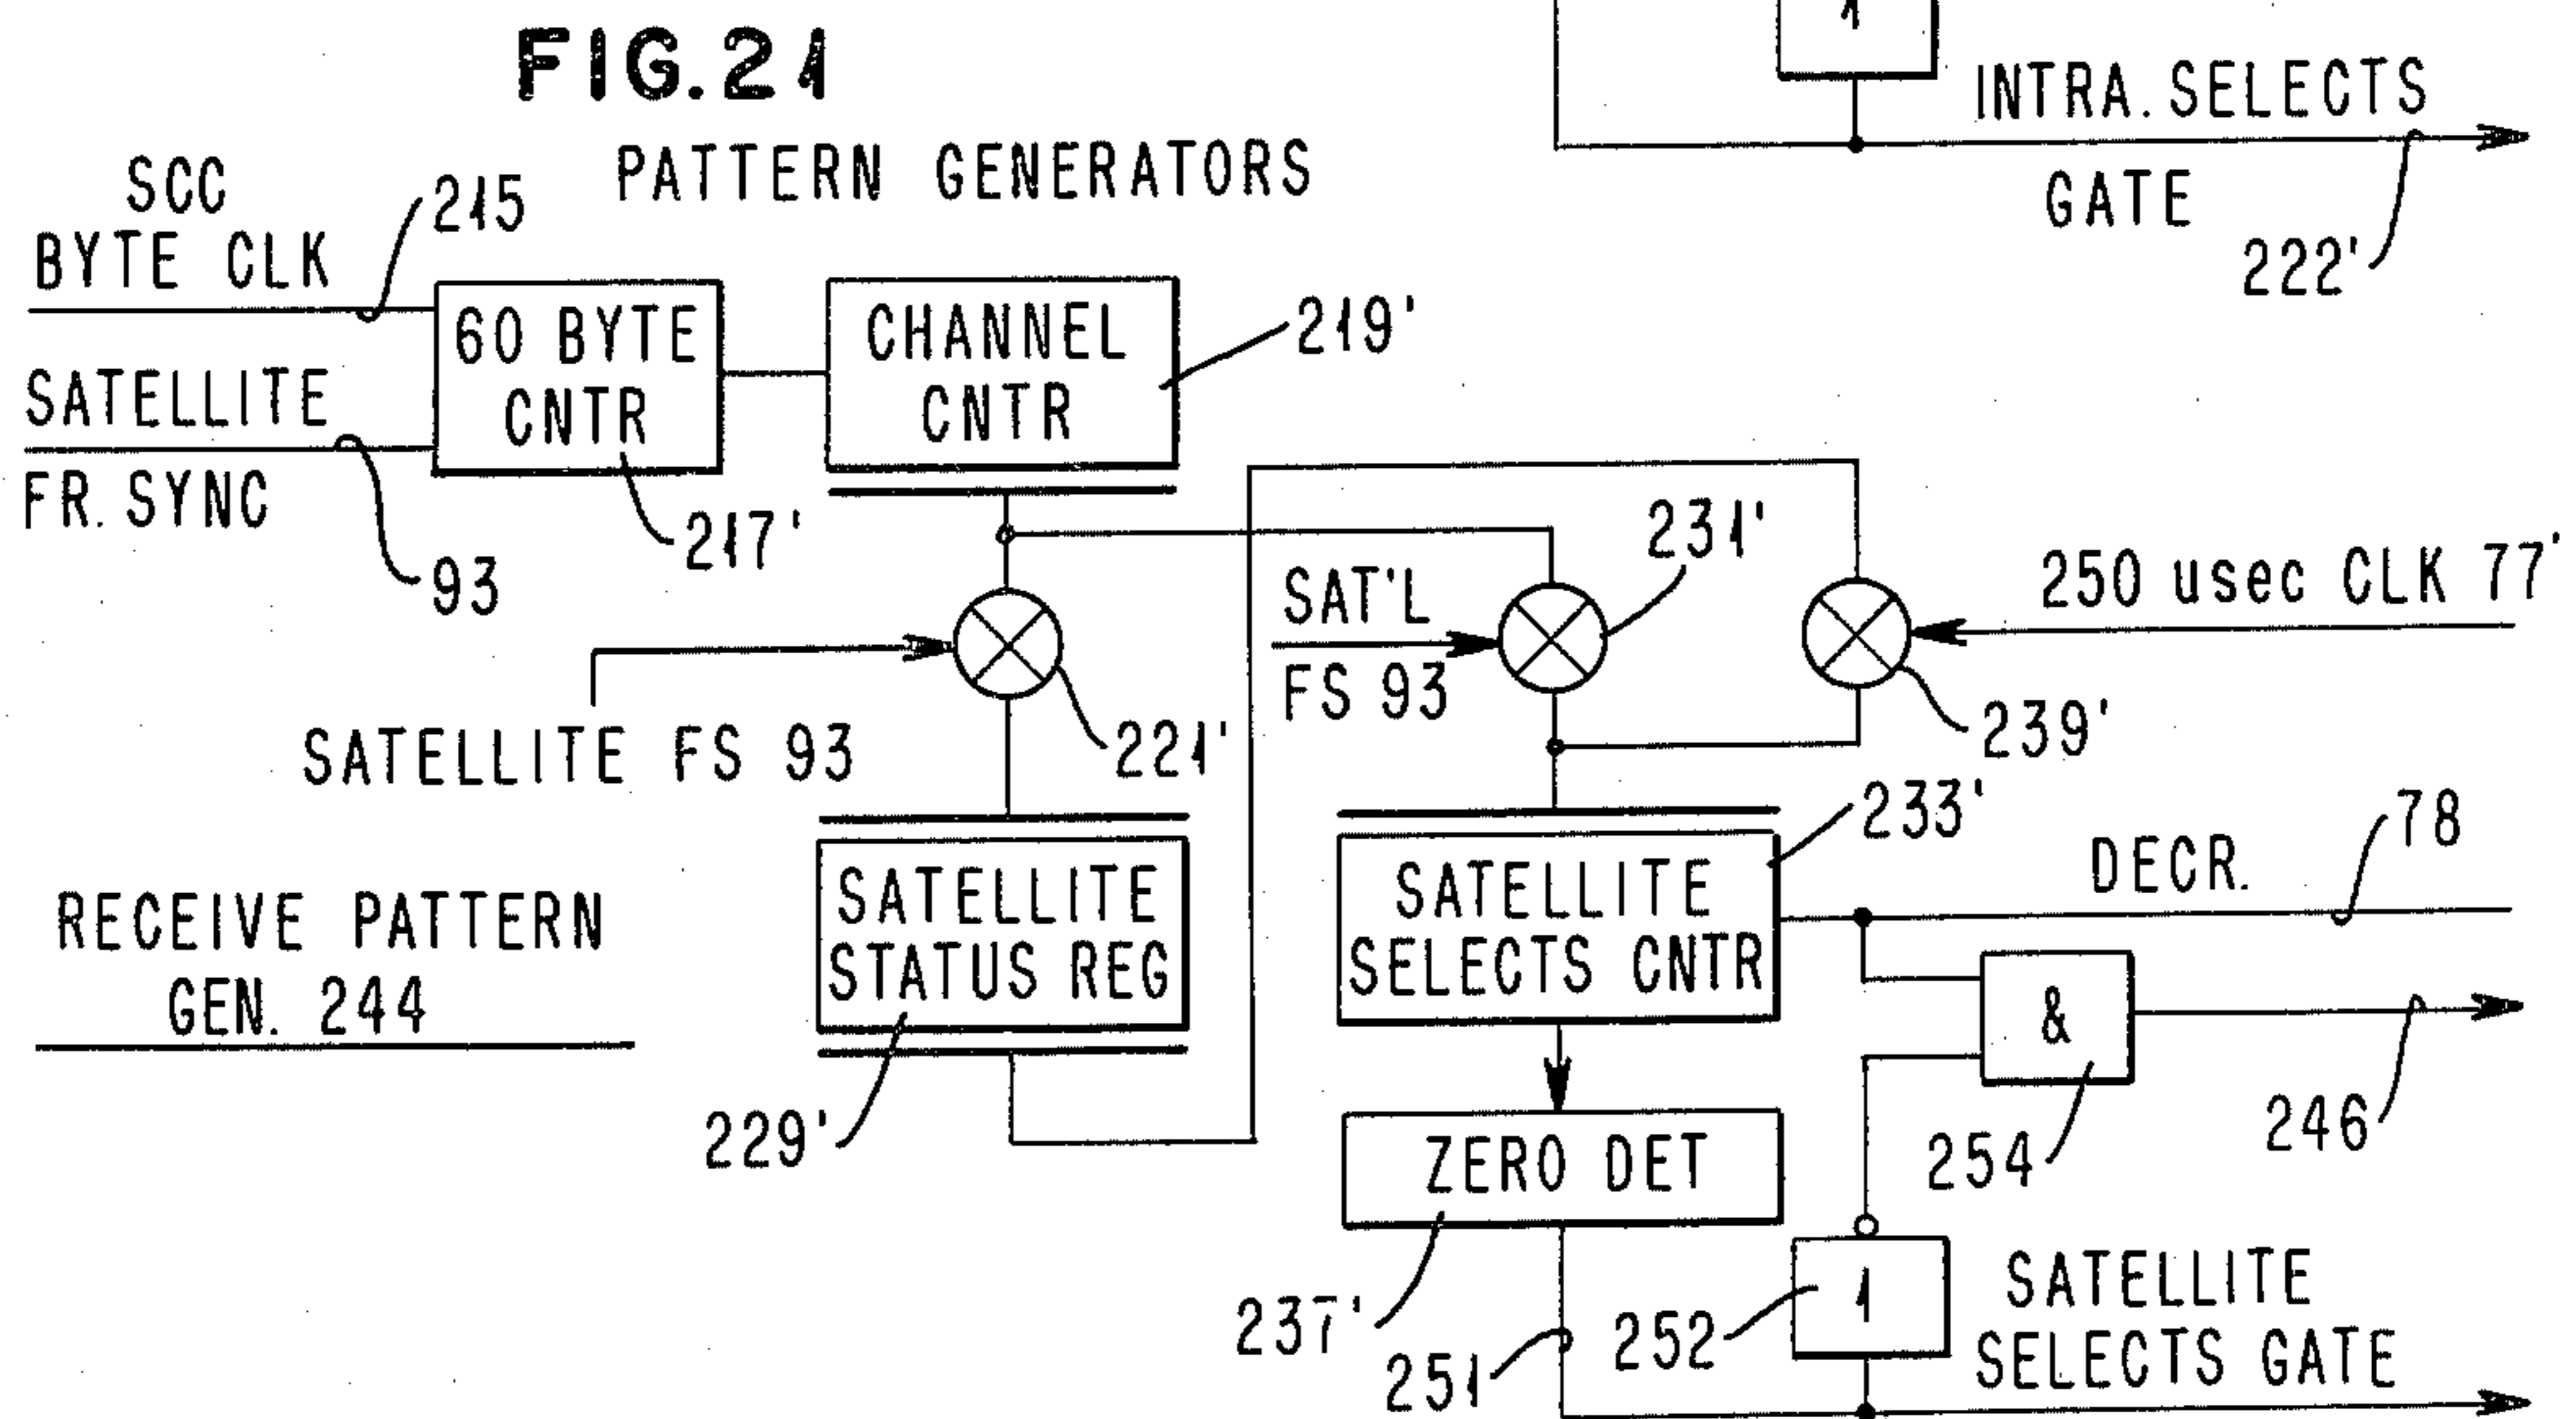 FIG.21
PATTERN GENERATORS
1
INTRA. SELECTS
GATE
222'
SCC
BYTE CLK
215
SATELLITE
FR. SYNC
93
60 BYTE
CNTR
217'
CHANNEL
CNTR
219'
SATELLITE FS 93
221'
SAT'L
FS 93
231'
250 usec CLK 77'
239'
RECEIVE PATTERN
GEN. 244
SATELLITE
STATUS REG
229'
SATELLITE
SELECTS CNTR
233'
DECR.
78
&
254
246
ZERO DET
237'
251
252
1
SATELLITE
SELECTS GATE